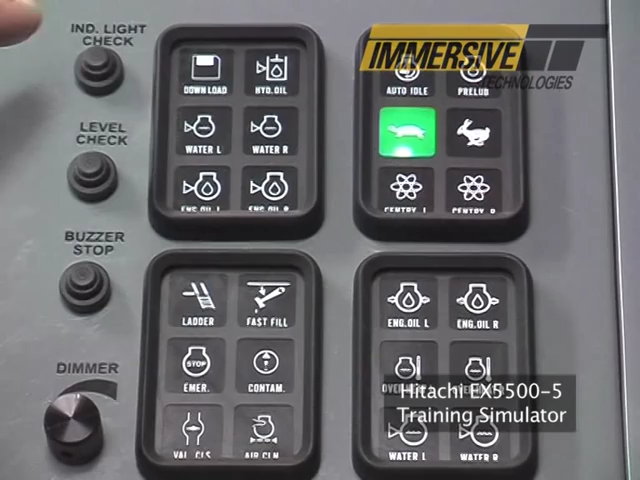 IND. LIGHT
CHECK
LEVEL
CHECK
BUZZER
STOP
DIMMER
DOWN LOAD
HYD.OIL
WATER L
WATER R
ENG OIL L
ENG OIL R
IMMERSIVE
TECHNOLOGIES
AUTO IDLE
PRELUB
CENTRY L
CENTRY R
LADDER
FAST FILL
STOP
EMER.
CONTAM.
VAL. CLS.
AIR CLN.
ENG.OIL L
ENG.OIL R
Hitachi EX5500-5
Training Simulator
WATER L
WATER R